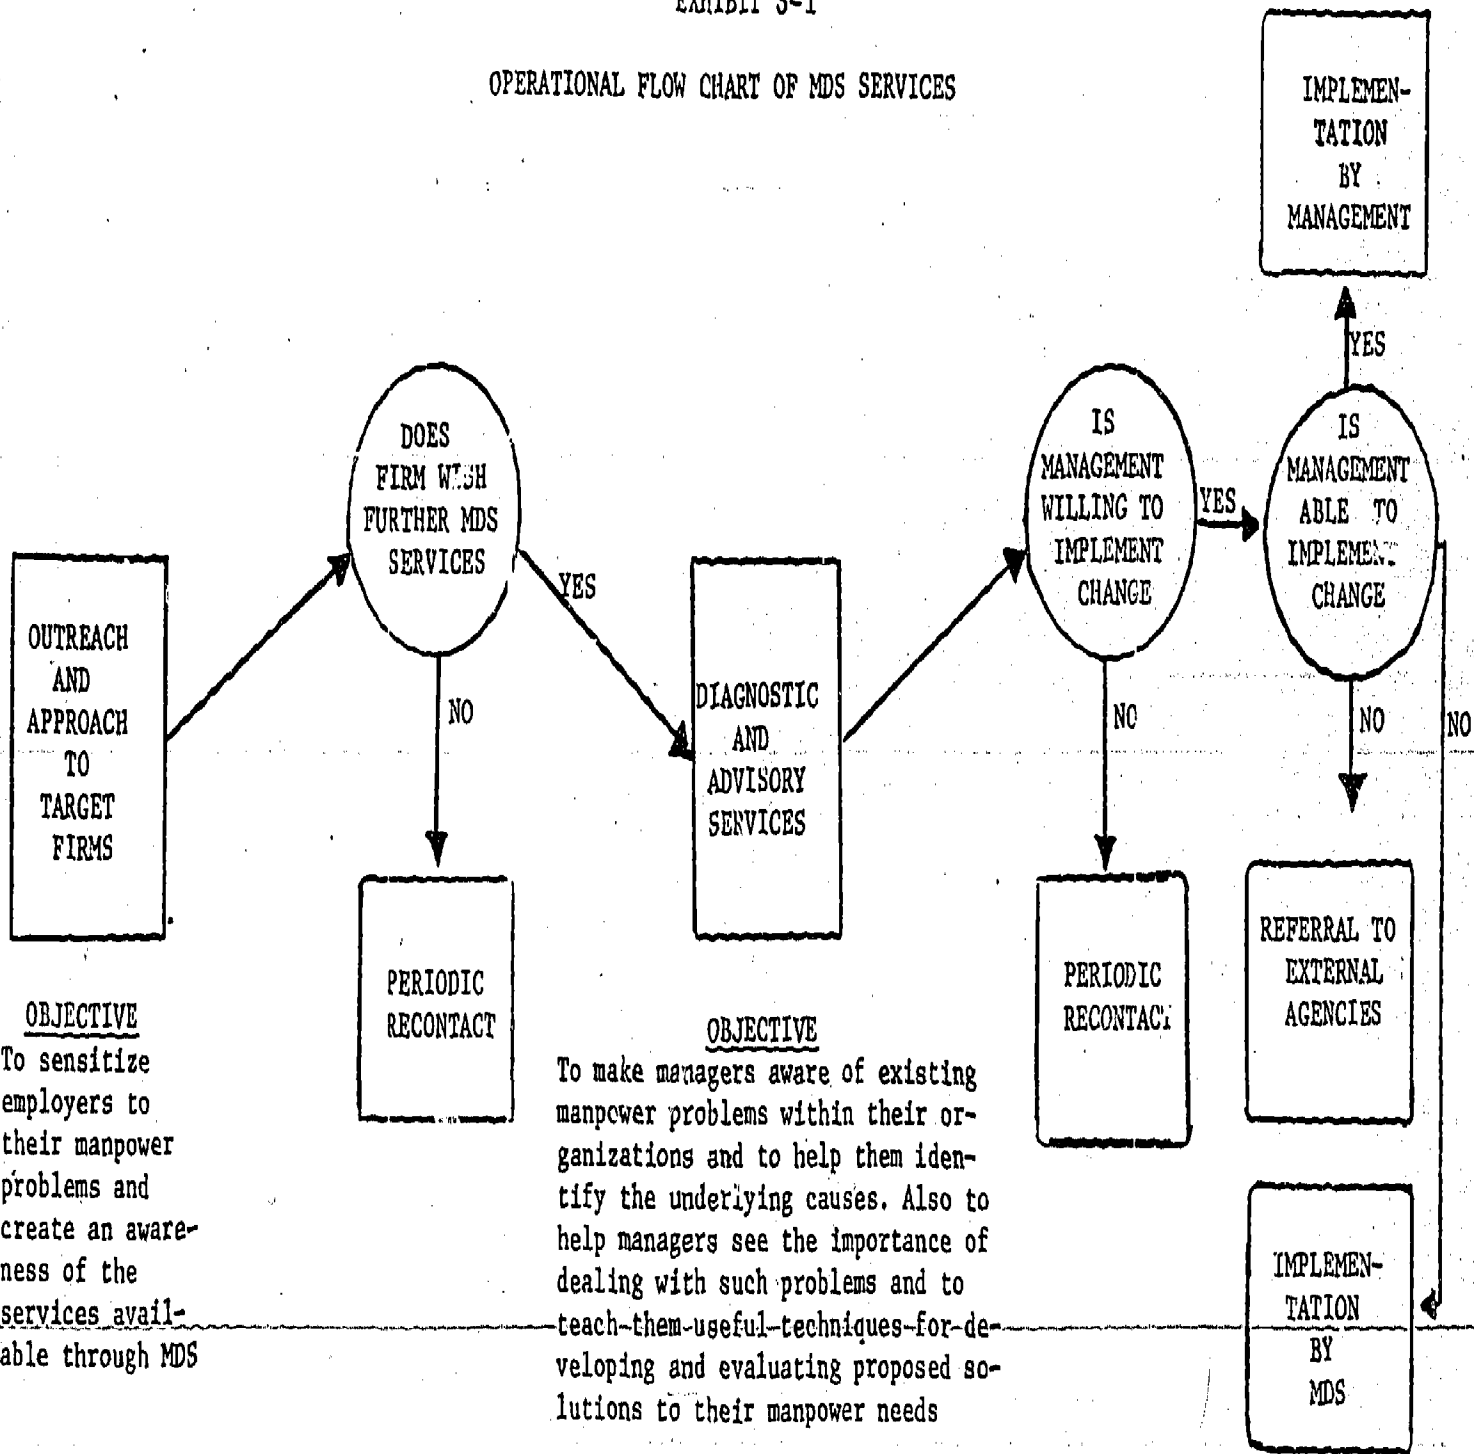 EXHIBIT 3-1
OPERATIONAL FLOW CHART OF MDS SERVICES
IMPLEMEN-
TATION
BY
MANAGEMENT
YES
DOES
FIRM WISH
FURTHER MDS
SERVICES
IS
MANAGEMENT
WILLING TO
IMPLEMENT
CHANGE
YES
IS
MANAGEMENT
ABLE TO
IMPLEMENT
CHANGE
YES
OUTREACH
AND
APPROACH
TO
TARGET
FIRMS
NO
DIAGNOSTIC
AND
ADVISORY
SERVICES
NO
NO
NO
PERIODIC
RECONTACT
PERIODIC
RECONTACT
REFERRAL TO
EXTERNAL
AGENCIES
OBJECTIVE
To sensitize
employers to
their manpower
problems and
create an aware-
ness of the
services avail-
able through MDS
OBJECTIVE
To make managers aware of existing
manpower problems within their or-
ganizations and to help them iden-
tify the underlying causes. Also to
help managers see the importance of
dealing with such problems and to
teach them useful techniques for de-
veloping and evaluating proposed so-
lutions to their manpower needs
IMPLEMEN-
TATION
BY
MDS